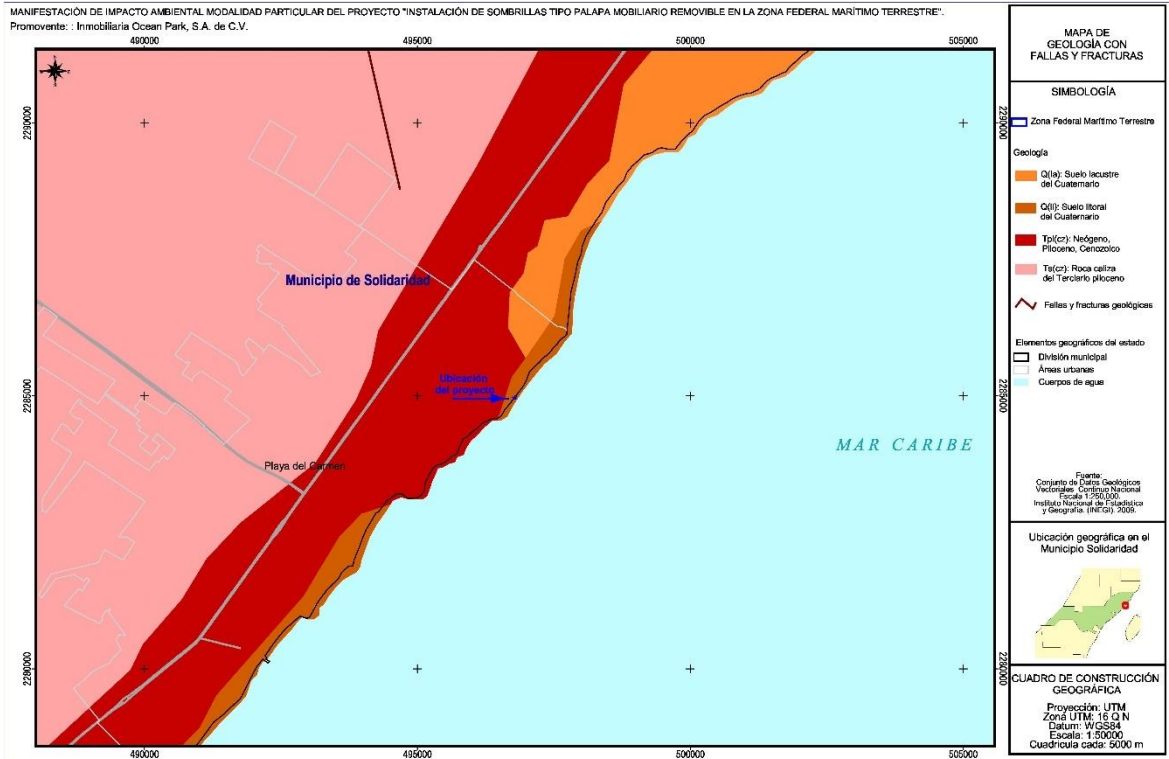 MANIFESTACIÓN DE IMPACTO AMBIENTAL MODALIDAD PARTICULAR DEL PROYECTO "INSTALACIÓN DE SOMBRILLAS TIPO PALAPA MOBILIARIO REMOVIBLE EN LA ZONA FEDERAL MARÍTIMO TERRESTRE".
Promovente: : Inmobiliaria Ocean Park, S.A. de C.V.
490000 495000 500000 505000
2290000
2285000
2280000
2290000
2285000
2280000
490000 495000 500000 505000
Municipio de Solidaridad
Ubicación
del proyecto
Playa del Carmen
MAR CARIBE
MAPA DE
GEOLOGÍA CON
FALLAS Y FRACTURAS
SIMBOLOGÍA
Zona Federal Marítimo Terrestre
Geología
Q(la): Suelo lacustre
del Cuaternario
Q(li): Suelo litoral
del Cuaternario
Tpl(cz): Neógeno,
Plioceno, Cenozoico
Ts(cz): Roca caliza
del Terciario plioceno
Fallas y fracturas geológicas
Elementos geográficos del estado
División municipal
Áreas urbanas
Cuerpos de agua
Fuente:
Conjunto de Datos Geológicos
Vectoriales Continuo Nacional
Escala 1:250,000.
Instituto Nacional de Estadística
y Geografía. (INEGI). 2009.
Ubicación geográfica en el
Municipio Solidaridad
CUADRO DE CONSTRUCCIÓN
GEOGRÁFICA
Proyección: UTM
Zona UTM: 16 Q N
Datum: WGS84
Escala: 1:50000
Cuadrícula cada: 5000 m